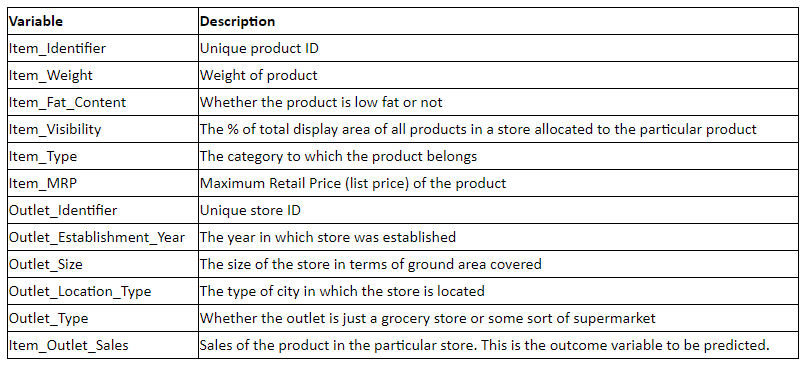 Variable Description
Item_Identifier Unique product ID
Item_Weight Weight of product
Item_Fat_Content Whether the product is low fat or not
Item_Visibility The % of total display area of all products in a store allocated to the particular product
Item_Type The category to which the product belongs
Item_MRP Maximum Retail Price (list price) of the product
Outlet_Identifier Unique store ID
Outlet_Establishment_Year The year in which store was established
Outlet_Size The size of the store in terms of ground area covered
Outlet_Location_Type The type of city in which the store is located
Outlet_Type Whether the outlet is just a grocery store or some sort of supermarket
Item_Outlet_Sales Sales of the product in the particular store. This is the outcome variable to be predicted.